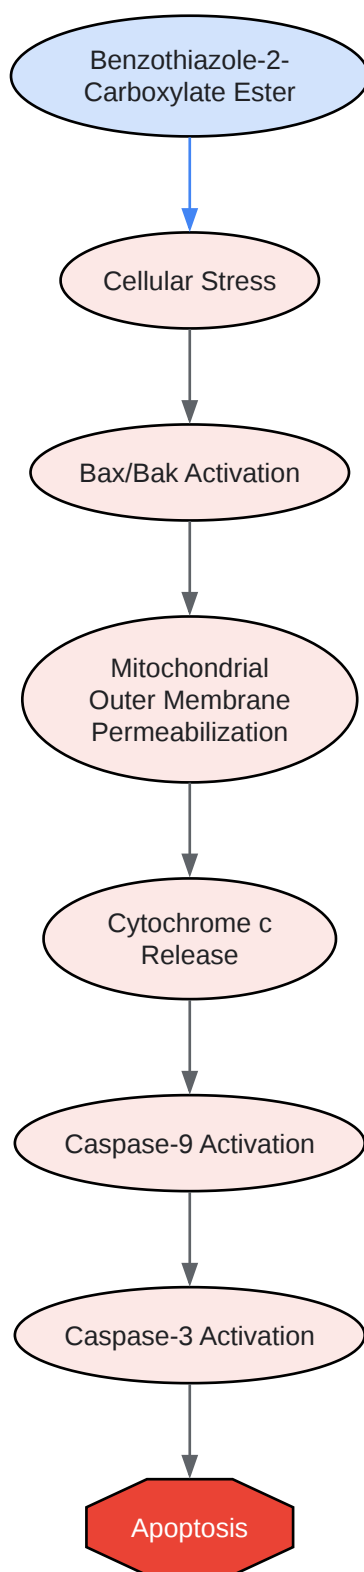 Benzothiazole-2-
Carboxylate Ester
Cellular Stress
Bax/Bak Activation
Mitochondrial
Outer Membrane
Permeabilization
Cytochrome c
Release
Caspase-9 Activation
Caspase-3 Activation
Apoptosis